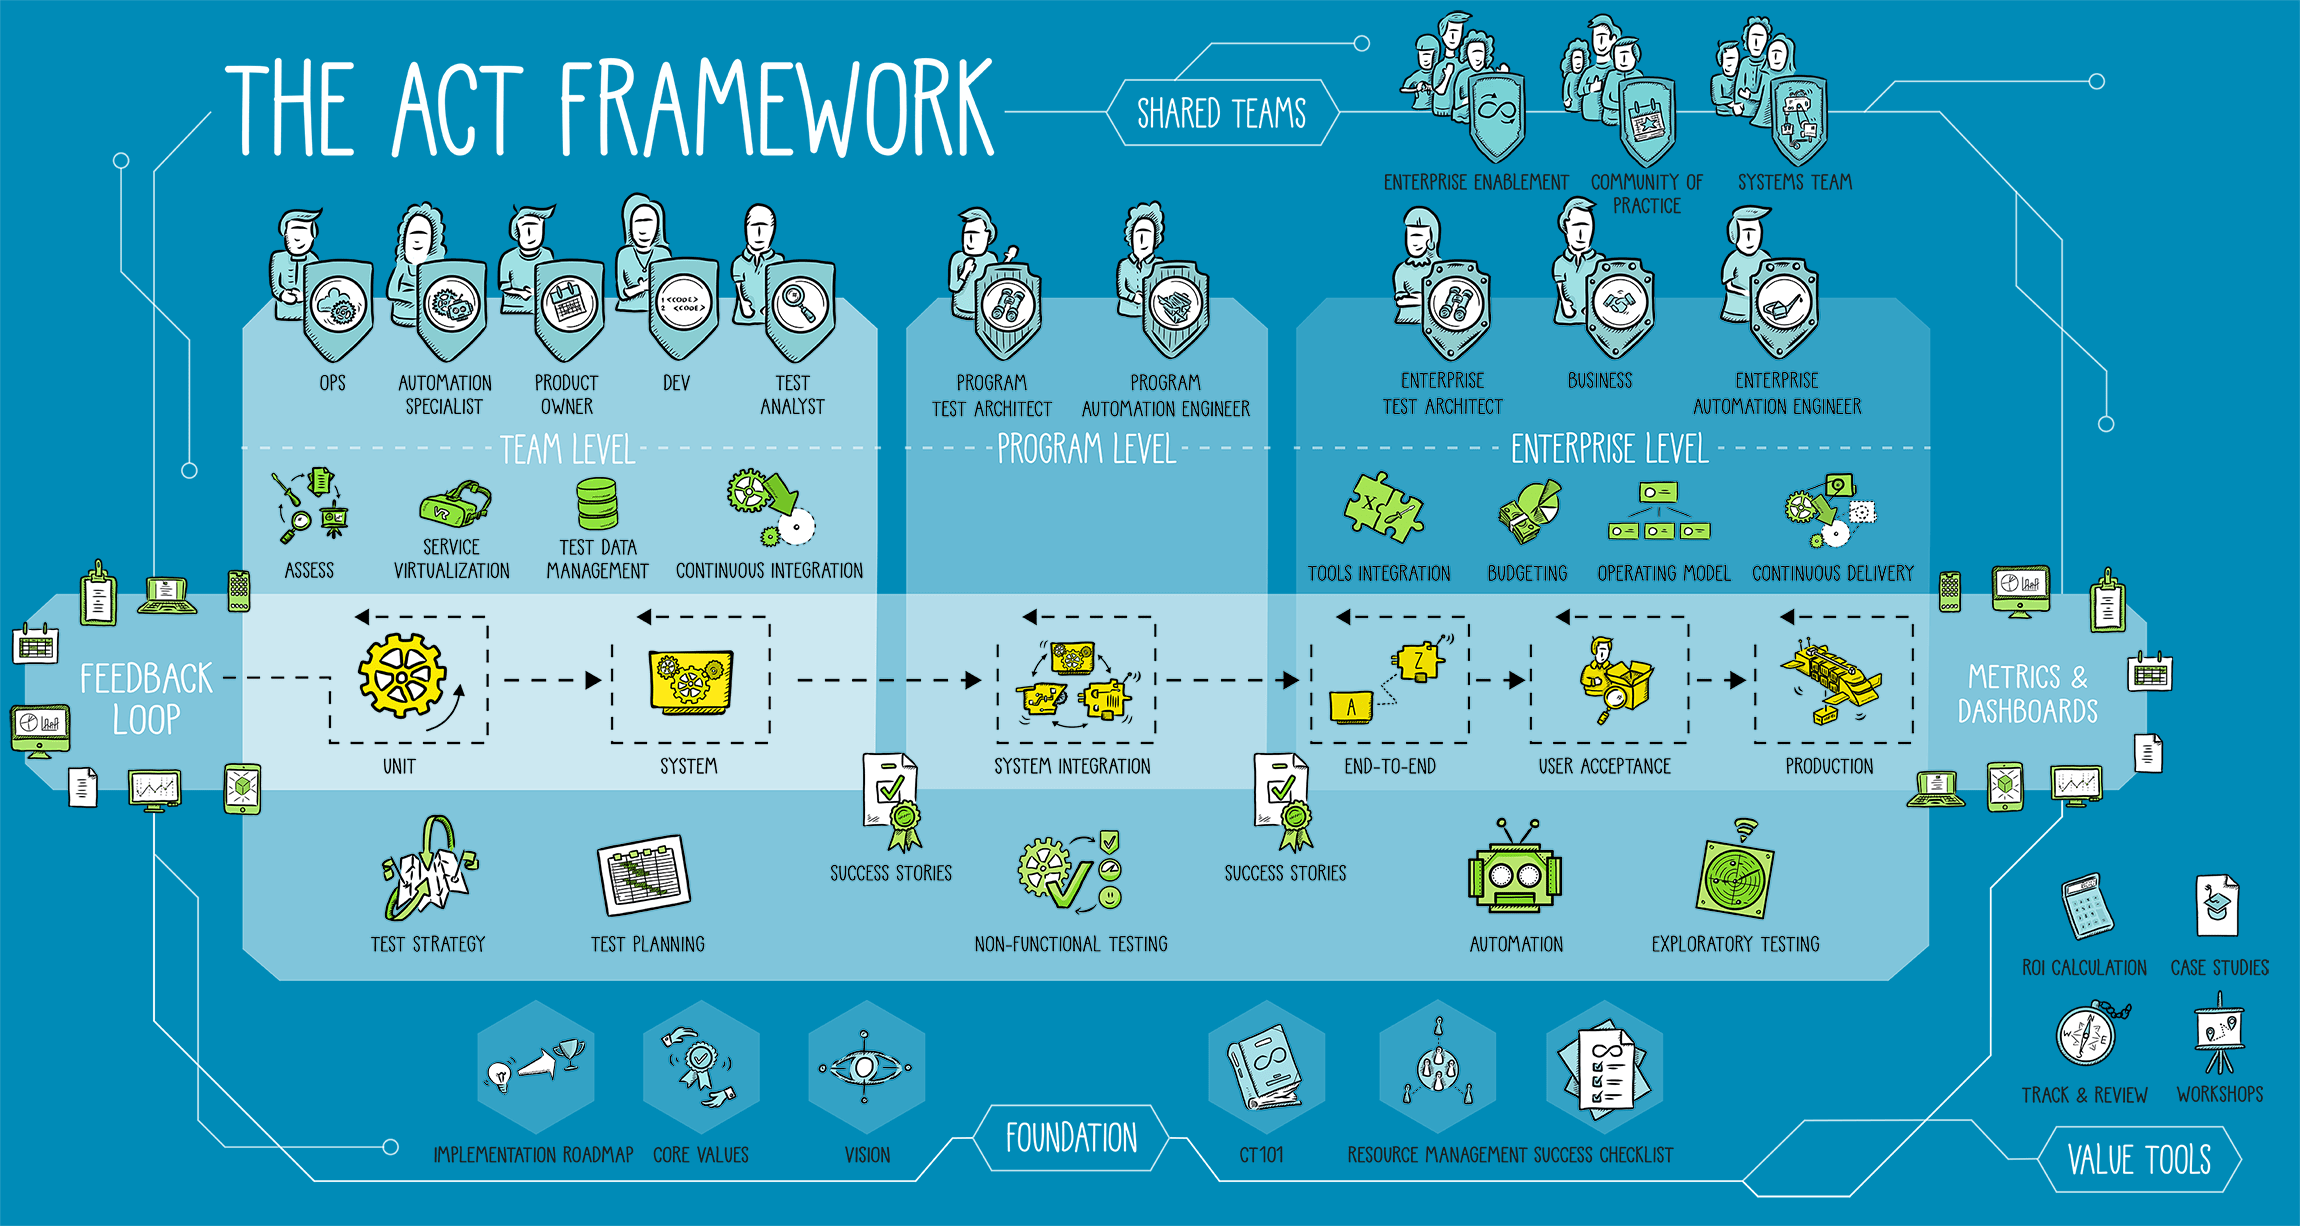 THE ACT FRAMEWORK
SHARED TEAMS
ENTERPRISE ENABLEMENT
COMMUNITY OF
PRACTICE
SYSTEMS TEAM
1 <CODE>
2 <CODE>
OPS
AUTOMATION
SPECIALIST
PRODUCT
OWNER
DEV
TEST
ANALYST
PROGRAM
TEST ARCHITECT
PROGRAM
AUTOMATION ENGINEER
ENTERPRISE
TEST ARCHITECT
BUSINESS
ENTERPRISE
AUTOMATION ENGINEER
TEAM LEVEL
PROGRAM LEVEL
ENTERPRISE LEVEL
VR
X
ASSESS
SERVICE
VIRTUALIZATION
TEST DATA
MANAGEMENT
CONTINUOUS INTEGRATION
TOOLS INTEGRATION
BUDGETING
OPERATING MODEL
CONTINUOUS DELIVERY
FEEDBACK
LOOP
Z
A
METRICS &
DASHBOARDS
UNIT
SYSTEM
SYSTEM INTEGRATION
END-TO-END
USER ACCEPTANCE
PRODUCTION
SUCCESS STORIES
SUCCESS STORIES
TEST STRATEGY
TEST PLANNING
NON-FUNCTIONAL TESTING
AUTOMATION
EXPLORATORY TESTING
ROI CALCULATION
CASE STUDIES
N
W
E
S
TRACK & REVIEW
WORKSHOPS
IMPLEMENTATION ROADMAP
CORE VALUES
VISION
FOUNDATION
CT101
RESOURCE MANAGEMENT
SUCCESS CHECKLIST
VALUE TOOLS